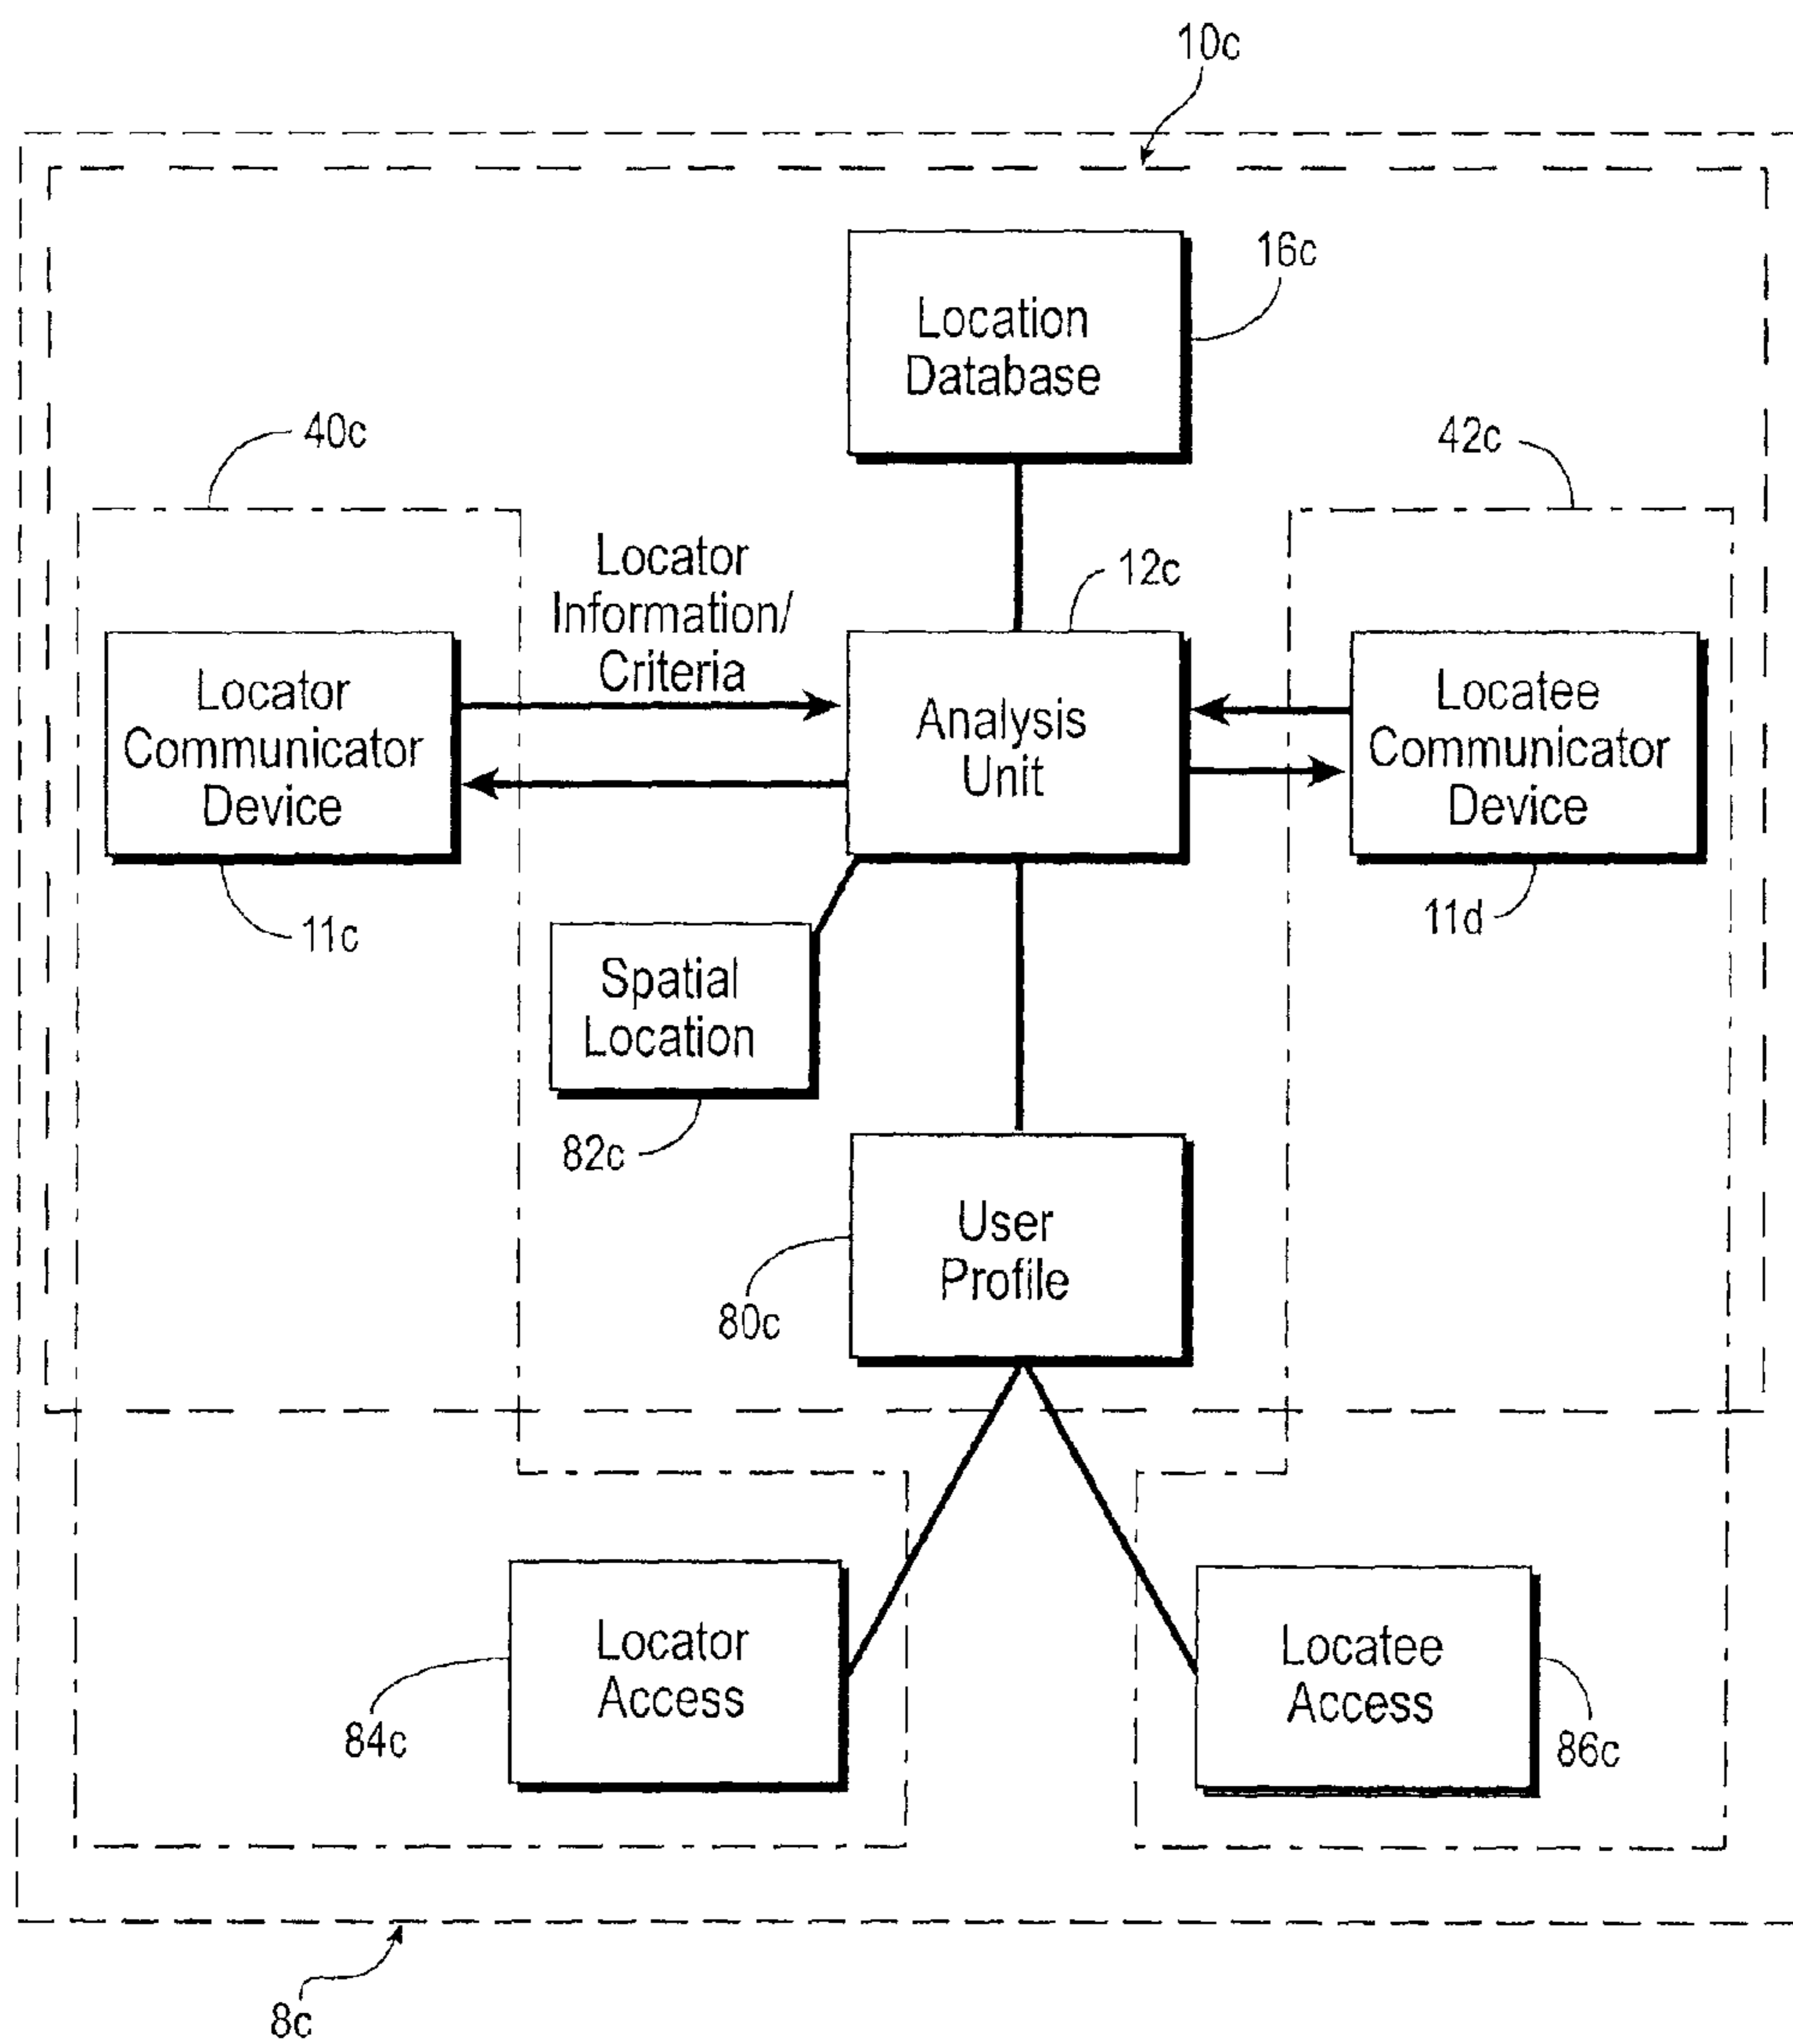 10c
Location
Database
16c
40c
42c
Locator
Information/
Criteria
12c
Locator
Communicator
Device
Analysis
Unit
Locatee
Communicator
Device
11c
11d
Spatial
Location
82c
User
Profile
80c
Locator
Access
84c
Locatee
Access
86c
8c